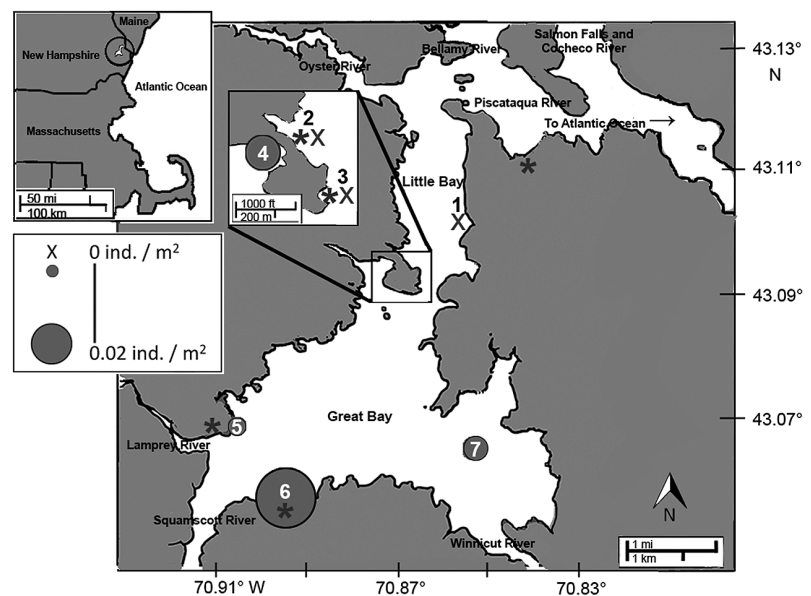 Maine
New Hampshire
Atlantic Ocean
Massachusetts
50 mi
100 km
X 0 ind. / m²
0.02 ind. / m²
Oyster River
Bellamy River
Salmon Falls and
Cocheco River
Piscataqua River
To Atlantic Ocean →
43.13°
N
43.11°
43.09°
43.07°
2
* X
4
3
* X
1000 ft
200 m
Little Bay
1
X
*
Great Bay
* 5
Lamprey River
7
6
*
Squamscott River
Winnicut River
N
1 mi
1 km
70.91° W
70.87°
70.83°